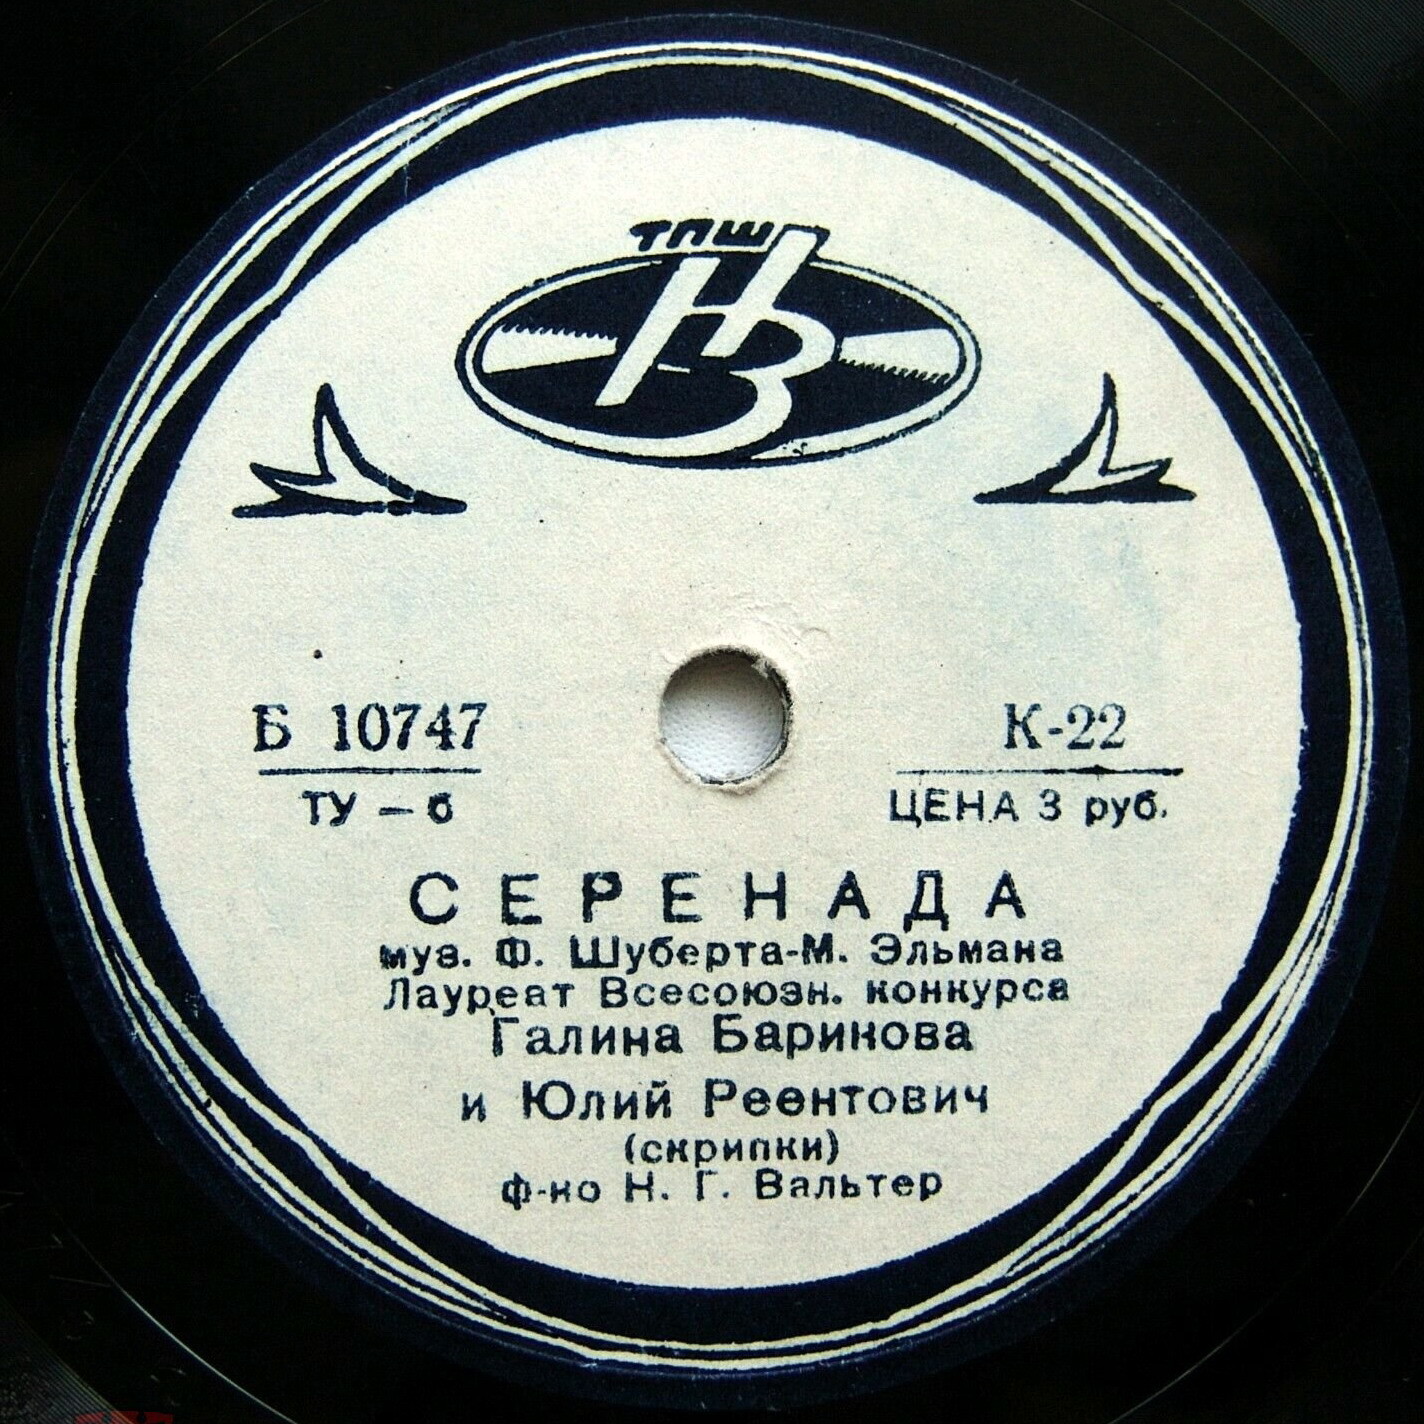 ТПШ
НЗ
Б 10747
ТУ – 6
К-22
ЦЕНА 3 руб.
СЕРЕНАДА
муз. Ф. Шуберта-М. Эльмана
Лауреат Всесоюзн. конкурса
Галина Баринова
и Юлий Реентович
(скрипки)
ф-но Н. Г. Вальтер